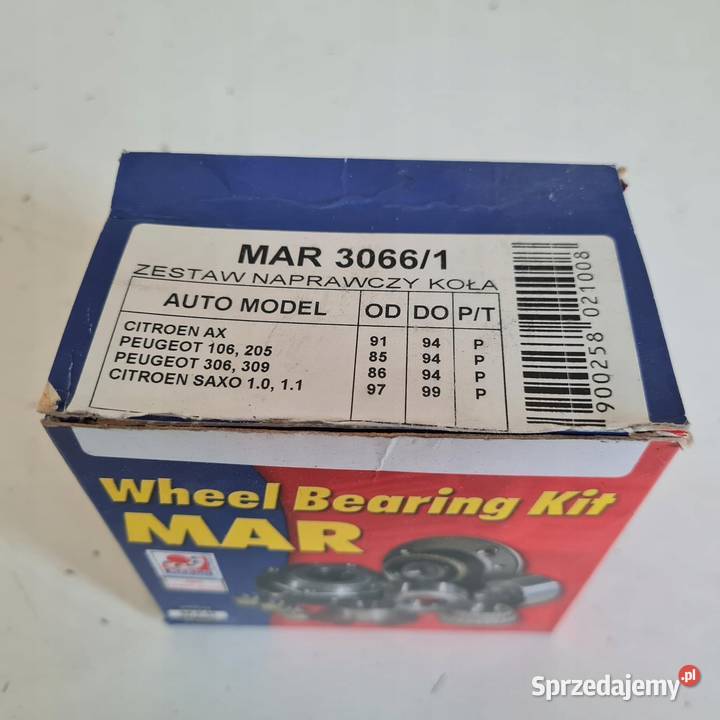 MAR 3066/1
ZESTAW NAPRAWCZY KOŁA
AUTO MODEL OD DO P/T
CITROEN AX 91 94 P
PEUGEOT 106, 205 85 94 P
PEUGEOT 306, 309 86 94 P
CITROEN SAXO 1.0, 1.1 97 99 P
900258 021008
Wheel Bearing Kit
MAR
Sprzedajemy.pl